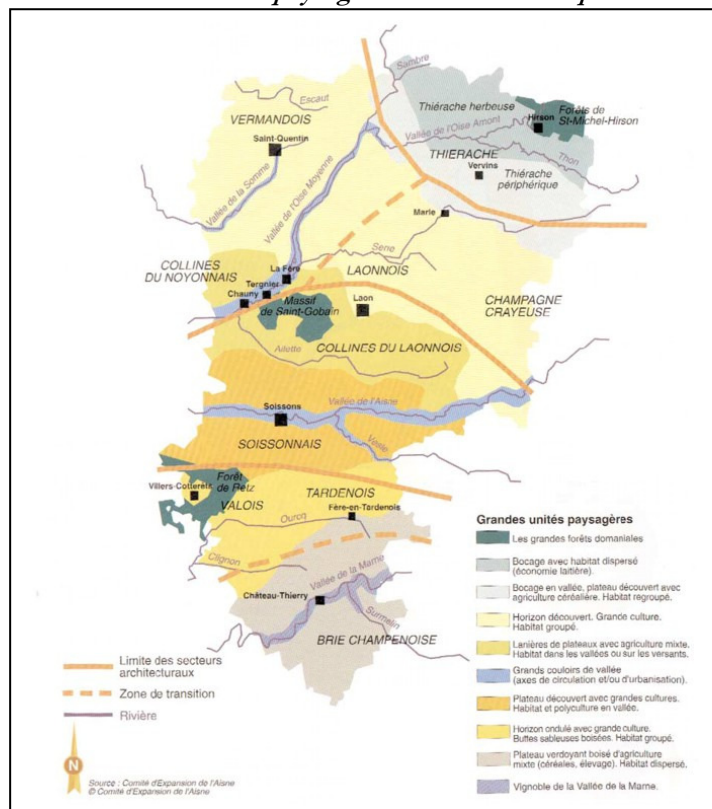 Sambre
Thiérache herbeuse
Forêts de
St-Michel-Hirson
Hirson
Escaut
VERMANDOIS
Saint-Quentin
Vallée de l'Oise Amont
Thon
THIERACHE
Vervins
Thiérache
périphérique
Vallée de la Somme
Vallée de l'Oise Moyenne
Marle
Serre
COLLINES
DU NOYONNAIS
La Fère
Tergnier
Chauny
LAONNOIS
Massif
de Saint-Gobain
Laon
CHAMPAGNE
CRAYEUSE
Ailette
COLLINES DU LAONNOIS
Vallée de l'Aisne
Soissons
Vesle
SOISSONNAIS
Forêt
de Retz
Villers-Cotterêts
VALOIS
TARDENOIS
Fère-en-Tardenois
Ourcq
Clignon
Vallée de la Marne
Château-Thierry
Surmelin
BRIE CHAMPENOISE
Grandes unités paysagères
Les grandes forêts domaniales
Bocage avec habitat dispersé
(économie laitière).
Bocage en vallée, plateau découvert avec
agriculture céréalière. Habitat regroupé.
Horizon découvert. Grande culture.
Habitat groupé.
Lanières de plateaux avec agriculture mixte.
Habitat dans les vallées ou sur les versants.
Grands couloirs de vallée
(axes de circulation et/ou d'urbanisation).
Plateau découvert avec grandes cultures.
Habitat et polyculture en vallée.
Horizon ondulé avec grande culture.
Buttes sableuses boisées. Habitat groupé.
Plateau verdoyant boisé d'agriculture
mixte (céréales, élevage). Habitat dispersé.
Vignoble de la Vallée de la Marne.
Limite des secteurs
architecturaux
Zone de transition
Rivière
N
Source : Comité d'Expansion de l'Aisne
© Comité d'Expansion de l'Aisne